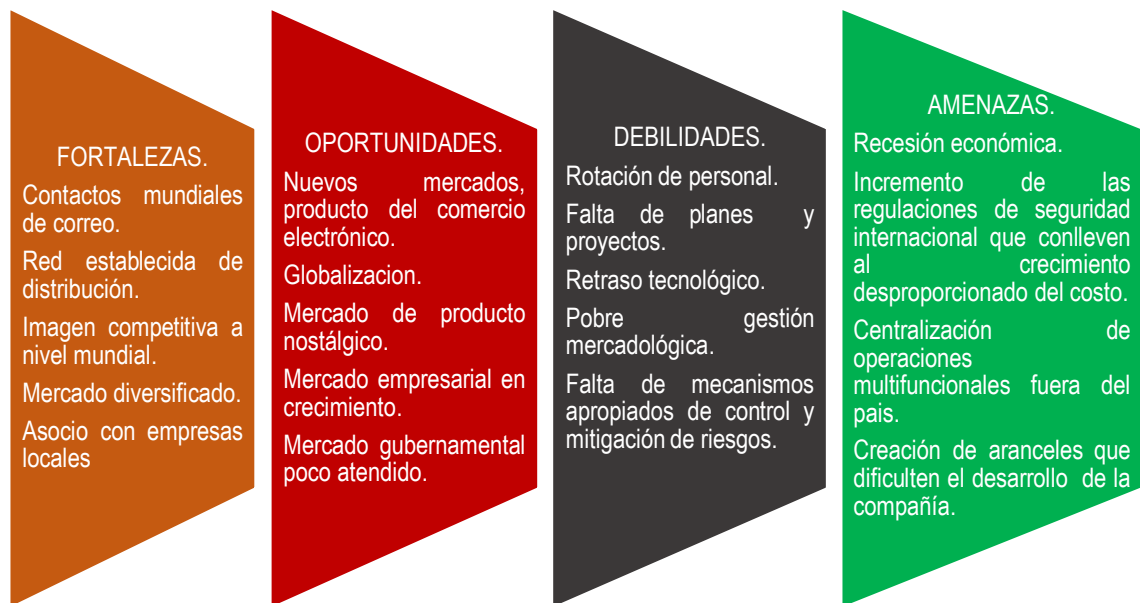 FORTALEZAS.
Contactos mundiales
de correo.
Red establecida de
distribución.
Imagen competitiva a
nivel mundial.
Mercado diversificado.
Asocio con empresas
locales
OPORTUNIDADES.
Nuevos mercados,
producto del comercio
electrónico.
Globalizacion.
Mercado de producto
nostálgico.
Mercado empresarial en
crecimiento.
Mercado gubernamental
poco atendido.
DEBILIDADES.
Rotación de personal.
Falta de planes y
proyectos.
Retraso tecnológico.
Pobre gestión
mercadológica.
Falta de mecanismos
apropiados de control y
mitigación de riesgos.
AMENAZAS.
Recesión económica.
Incremento de las
regulaciones de seguridad
internacional que conlleven
al crecimiento
desproporcionado del costo.
Centralización de
operaciones
multifuncionales fuera del
pais.
Creación de aranceles que
dificulten el desarrollo de la
compañía.